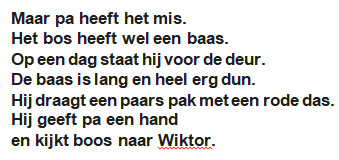 Maar pa heeft het mis.
Het bos heeft wel een baas.
Op een dag staat hij voor de deur.
De baas is lang en heel erg dun.
Hij draagt een paars pak met een rode das.
Hij geeft pa een hand
en kijkt boos naar Wiktor.